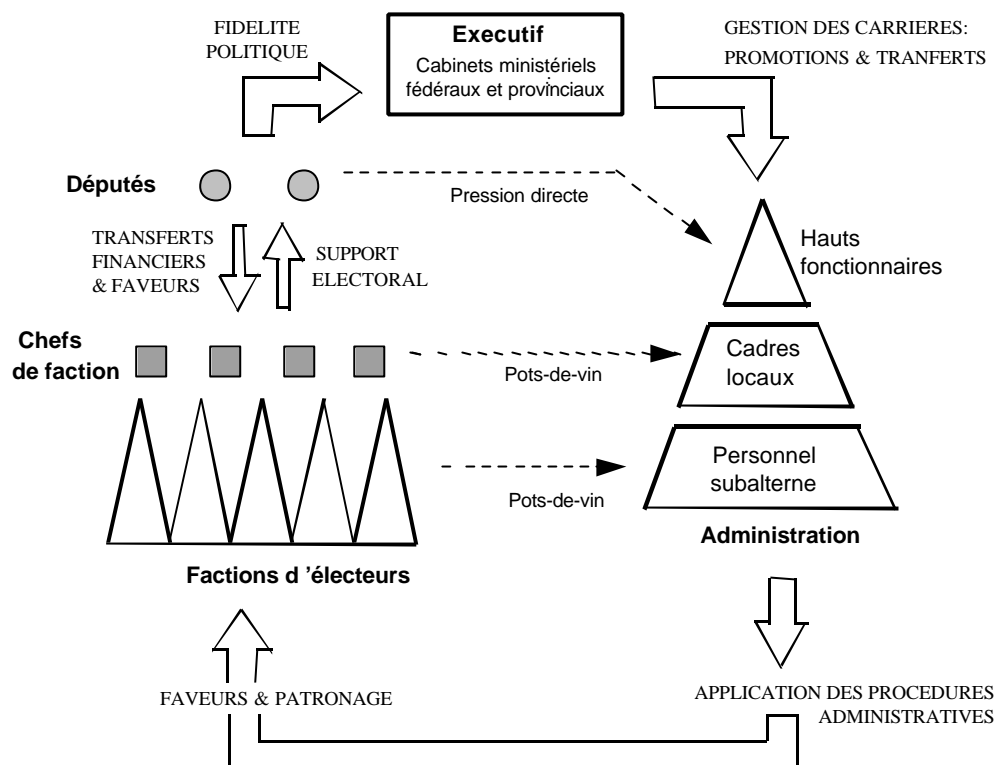 FIDELITE
POLITIQUE
Executif
Cabinets ministériels
fédéraux et provinciaux
GESTION DES CARRIERES:
PROMOTIONS & TRANFERTS
Députés
Pression directe
TRANSFERTS
FINANCIERS
& FAVEURS
SUPPORT
ELECTORAL
Hauts
fonctionnaires
Chefs
de faction
Pots-de-vin
Cadres
locaux
Pots-de-vin
Personnel
subalterne
Administration
Factions d ’électeurs
FAVEURS & PATRONAGE
APPLICATION DES PROCEDURES
ADMINISTRATIVES